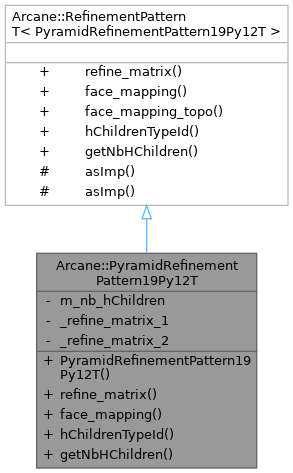 Arcane::RefinementPattern
T< PyramidRefinementPattern19Py12T >
+ refine_matrix()
+ face_mapping()
+ face_mapping_topo()
+ hChildrenTypeId()
+ getNbHChildren()
# asImp()
# asImp()
Arcane::PyramidRefinement
Pattern19Py12T
- m_nb_hChildren
- _refine_matrix_1
- _refine_matrix_2
+ PyramidRefinementPattern19
Py12T()
+ refine_matrix()
+ face_mapping()
+ hChildrenTypeId()
+ getNbHChildren()